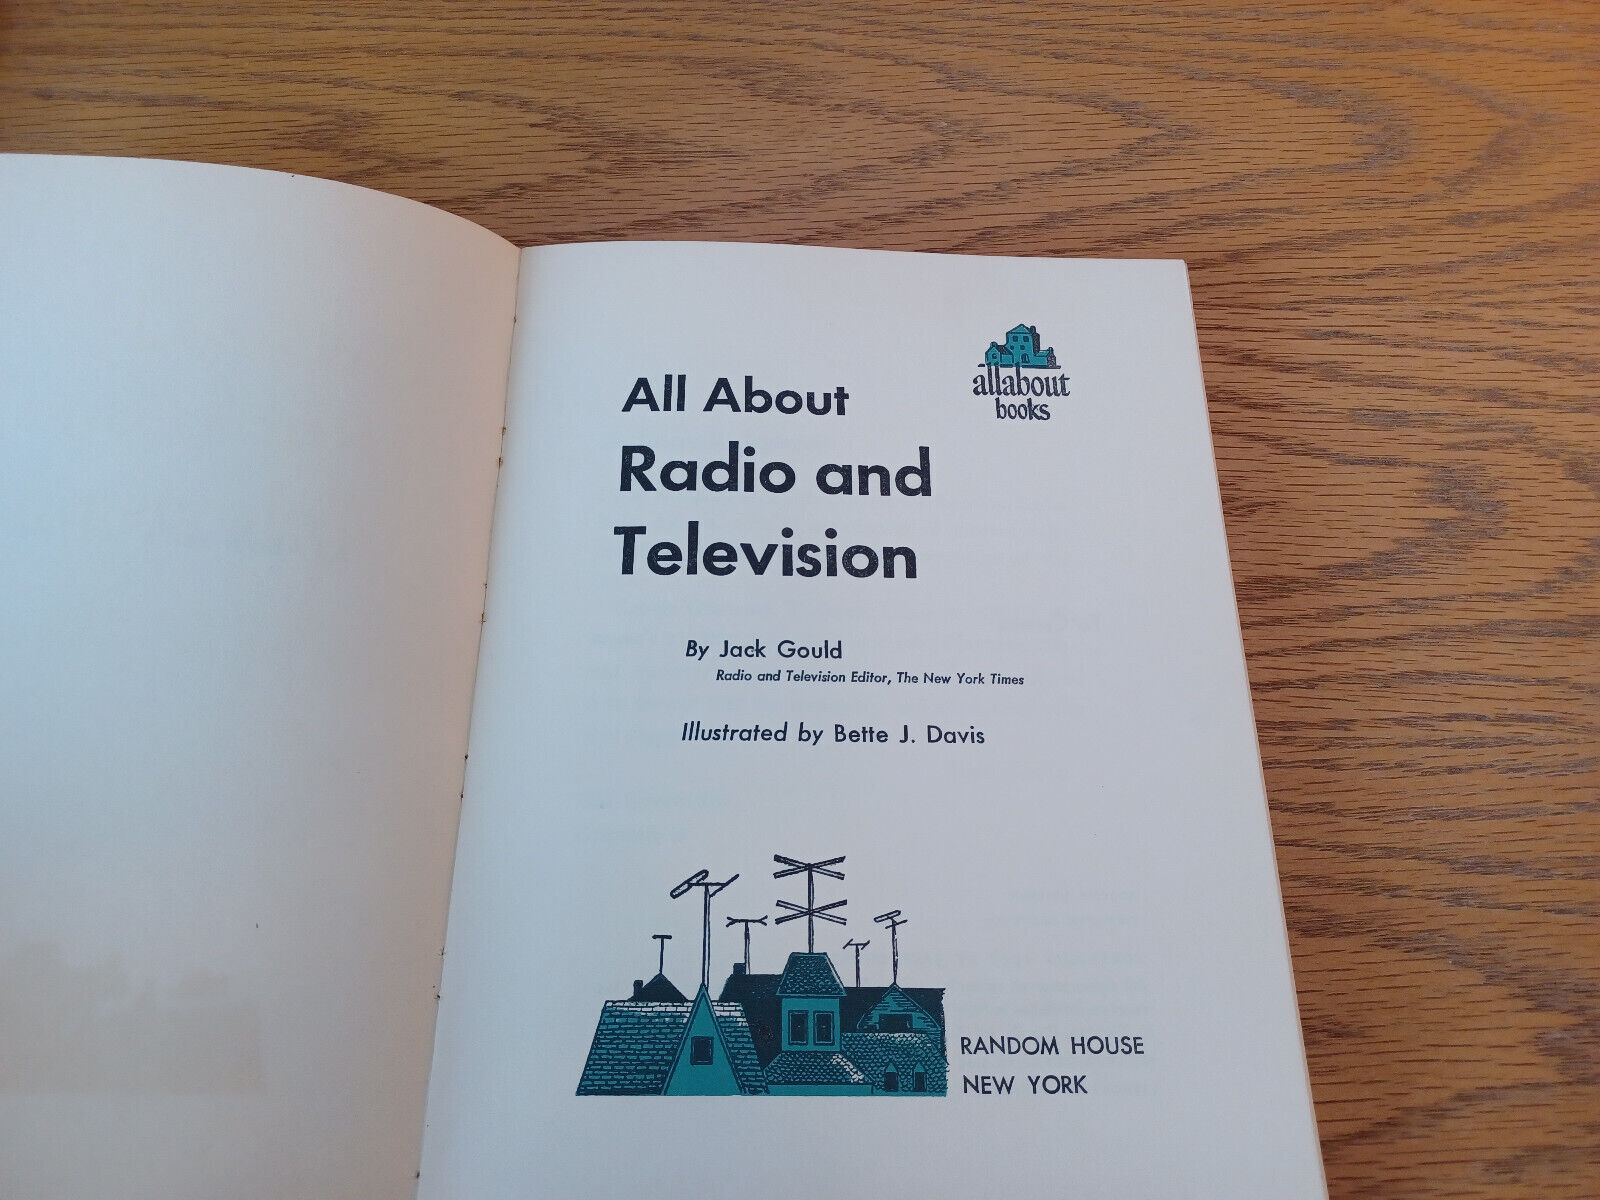 allabout
books
All About
Radio and
Television
By Jack Gould
Radio and Television Editor, The New York Times
Illustrated by Bette J. Davis
RANDOM HOUSE
NEW YORK